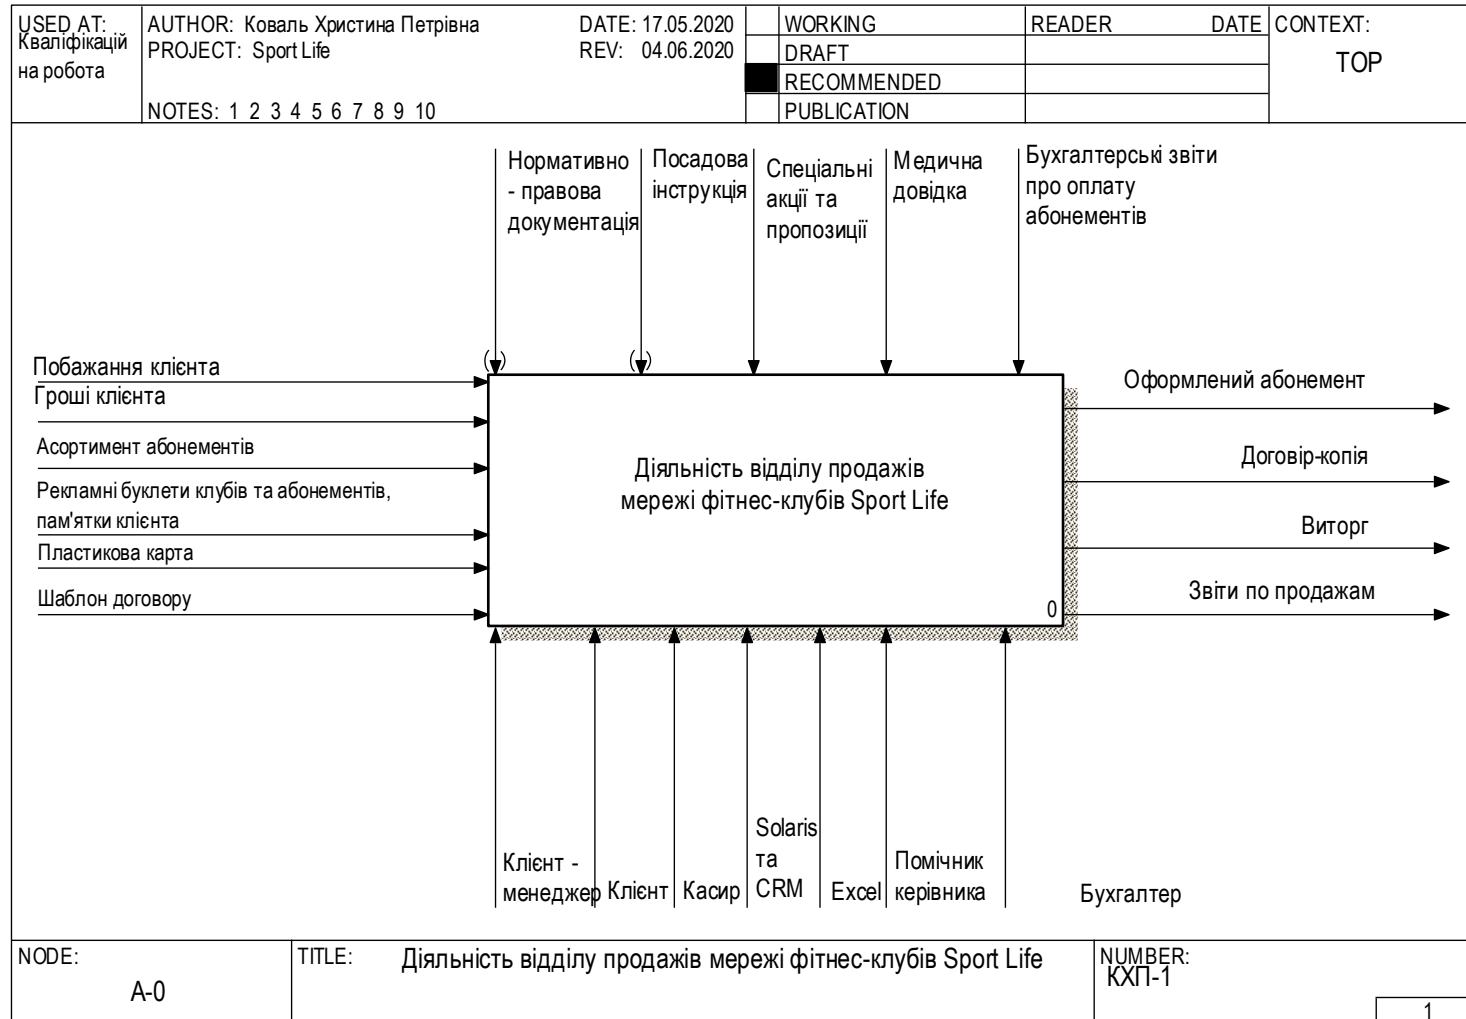 USED AT:
Кваліфікацій
на робота
AUTHOR: Коваль Христина Петрівна
DATE: 17.05.2020
PROJECT: Sport Life
REV: 04.06.2020
NOTES: 1 2 3 4 5 6 7 8 9 10
WORKING
DRAFT
RECOMMENDED
PUBLICATION
READER
DATE
CONTEXT:
TOP
Нормативно
- правова
документація
Посадова
інструкція
Спеціальні
акції та
пропозиції
Медична
довідка
Бухгалтерські звіти
про оплату
абонементів
Побажання клієнта
Гроші клієнта
Асортимент абонементів
Рекламні буклети клубів та абонементів,
пам'ятки клієнта
Пластикова карта
Шаблон договору
Діяльність відділу продажів
мережі фітнес-клубів Sport Life
0
Оформлений абонемент
Договір-копія
Виторг
Звіти по продажам
Клієнт -
менеджер
Клієнт
Касир
Solaris
та
CRM
Excel
Помічник
керівника
Бухгалтер
NODE:
A-0
TITLE:
Діяльність відділу продажів мережі фітнес-клубів Sport Life
NUMBER:
КХП-1
1